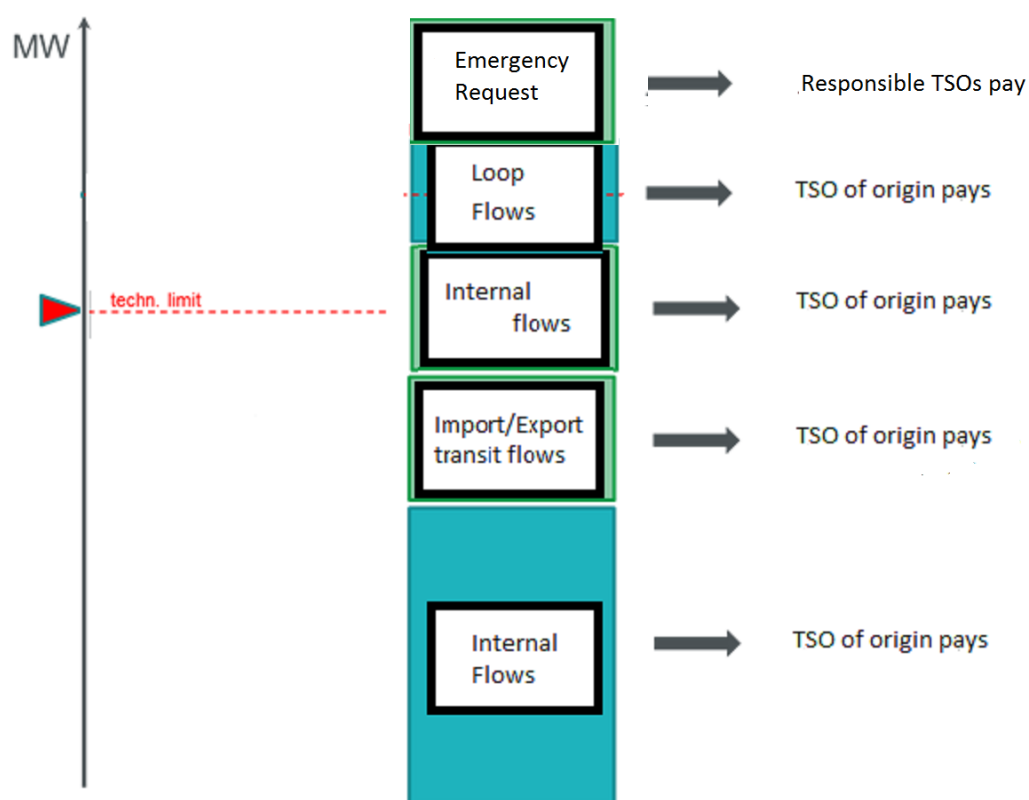 MW
Emergency
Request
Responsible TSOs pay
Loop
Flows
TSO of origin pays
techn. limit
Internal
flows
TSO of origin pays
Import/Export
transit flows
TSO of origin pays
Internal
Flows
TSO of origin pays